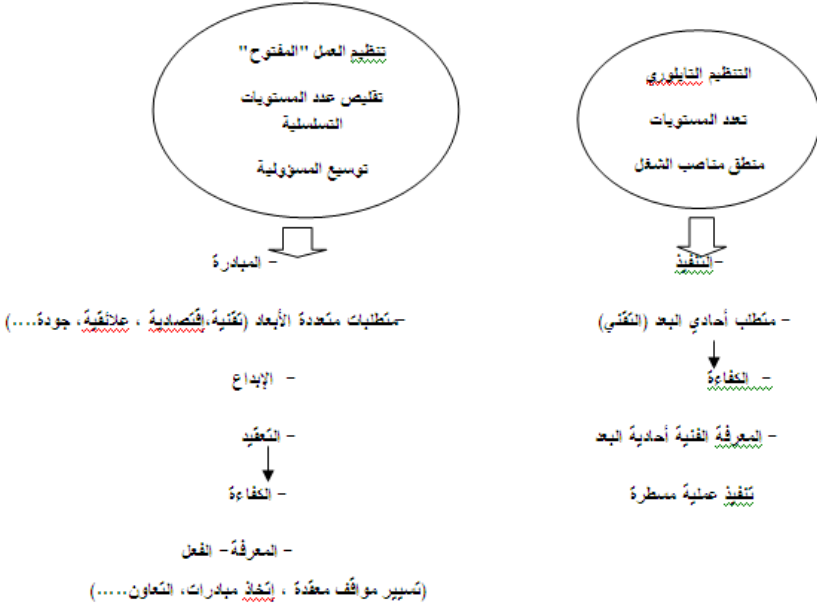 التنظيم التايلوري
تعدد المستويات
منطق مناصب الشغل
-التنفيذ
- متطلب أحادي البعد (التقني)
- الكفاءة
- المعرفة الفنية أحادية البعد
تنفيذ عملية مسطرة
تنظيم العمل "المفتوح"
تقليص عدد المستويات
التسلسلية
توسيع المسؤولية
- المبادرة
-متطلبات متعددة الأبعاد (تقنية،إقتصادية ، علائقية، جودة....)
- الإبداع
- التعقيد
- الكفاءة
- المعرفة- الفعل
(تسيير مواقف معقدة ، إتخاذ مبادرات، التعاون.....)